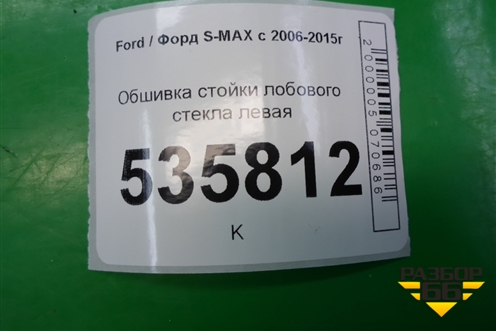 Ford / Форд S-MAX с 2006-2015г
Обшивка стойки лобового
стекла левая
535812
К
2000005070686
РАЗБОР
66